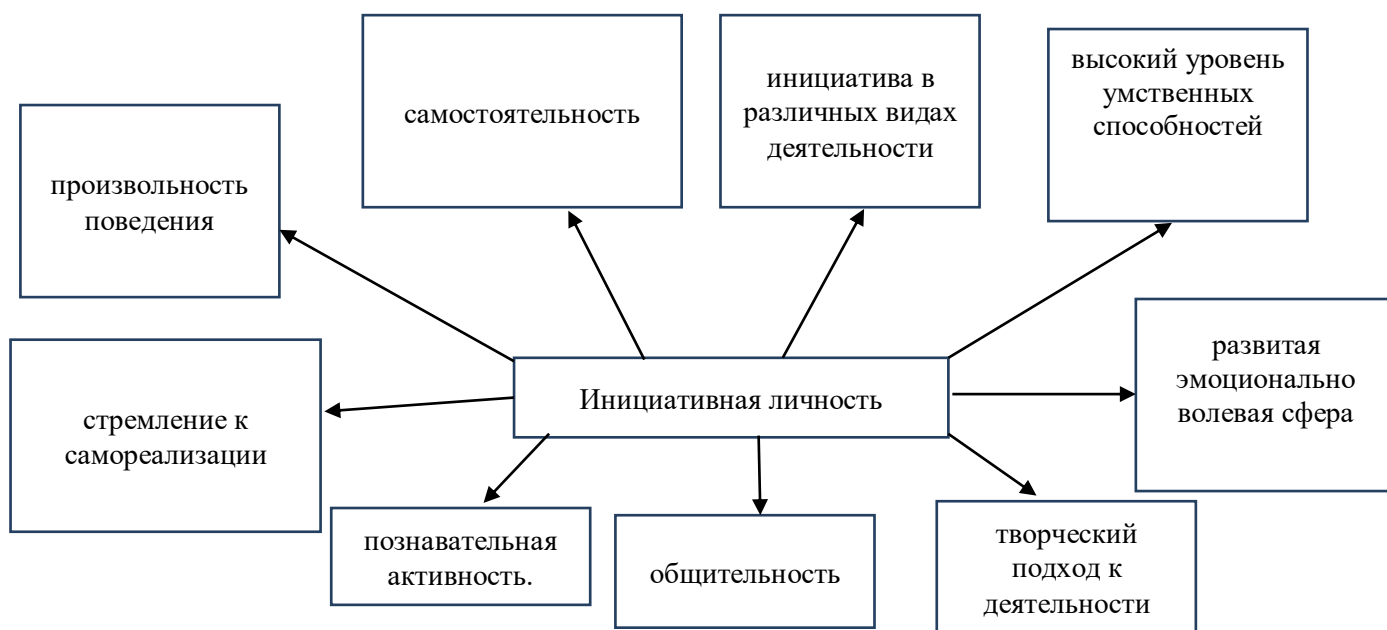 произвольность
поведения
самостоятельность
инициатива в
различных видах
деятельности
высокий уровень
умственных
способностей
стремление к
самореализации
Инициативная личность
развитая
эмоционально
волевая сфера
познавательная
активность.
общительность
творческий
подход к
деятельности